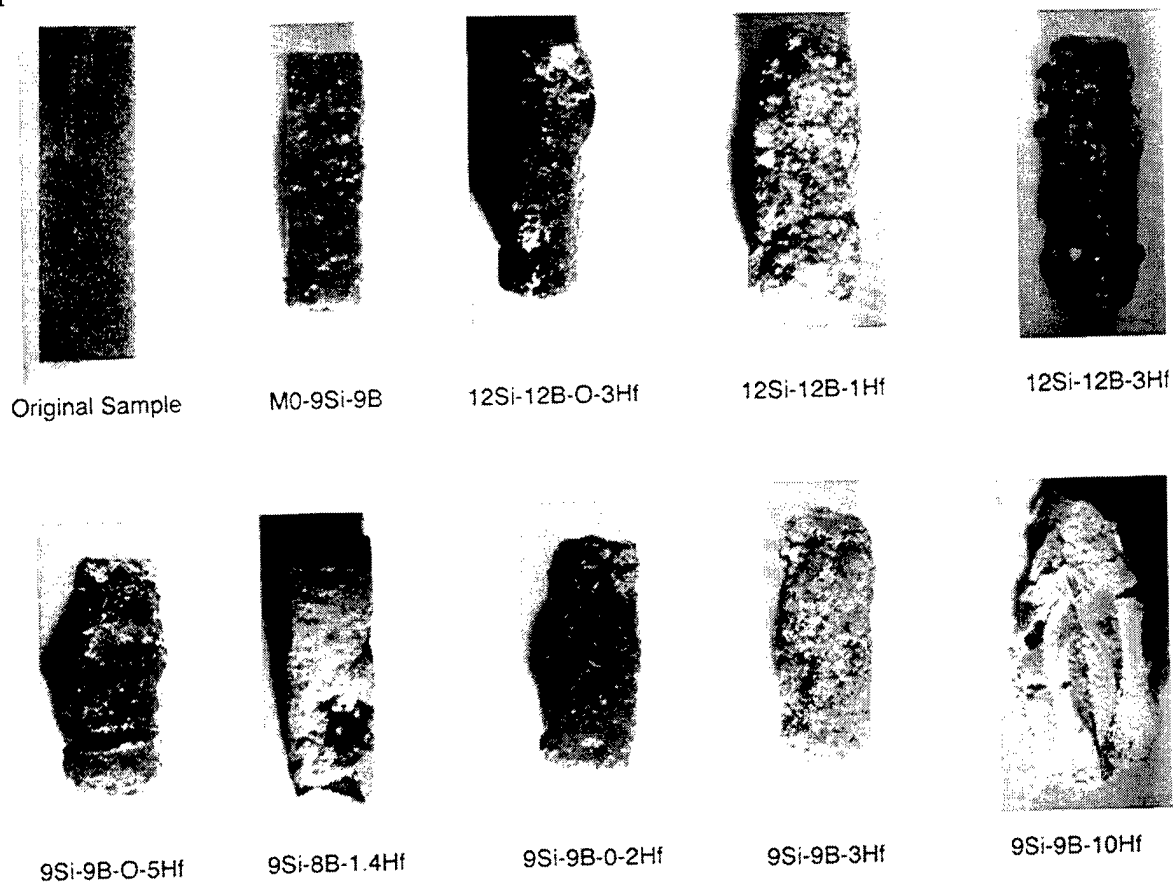 Original Sample
M0-9Si-9B
12Si-12B-O-3Hf
12Si-12B-1Hf
12Si-12B-3Hf
9Si-9B-O-5Hf
9Si-8B-1.4Hf
9Si-9B-0-2Hf
9Si-9B-3Hf
9Si-9B-10Hf